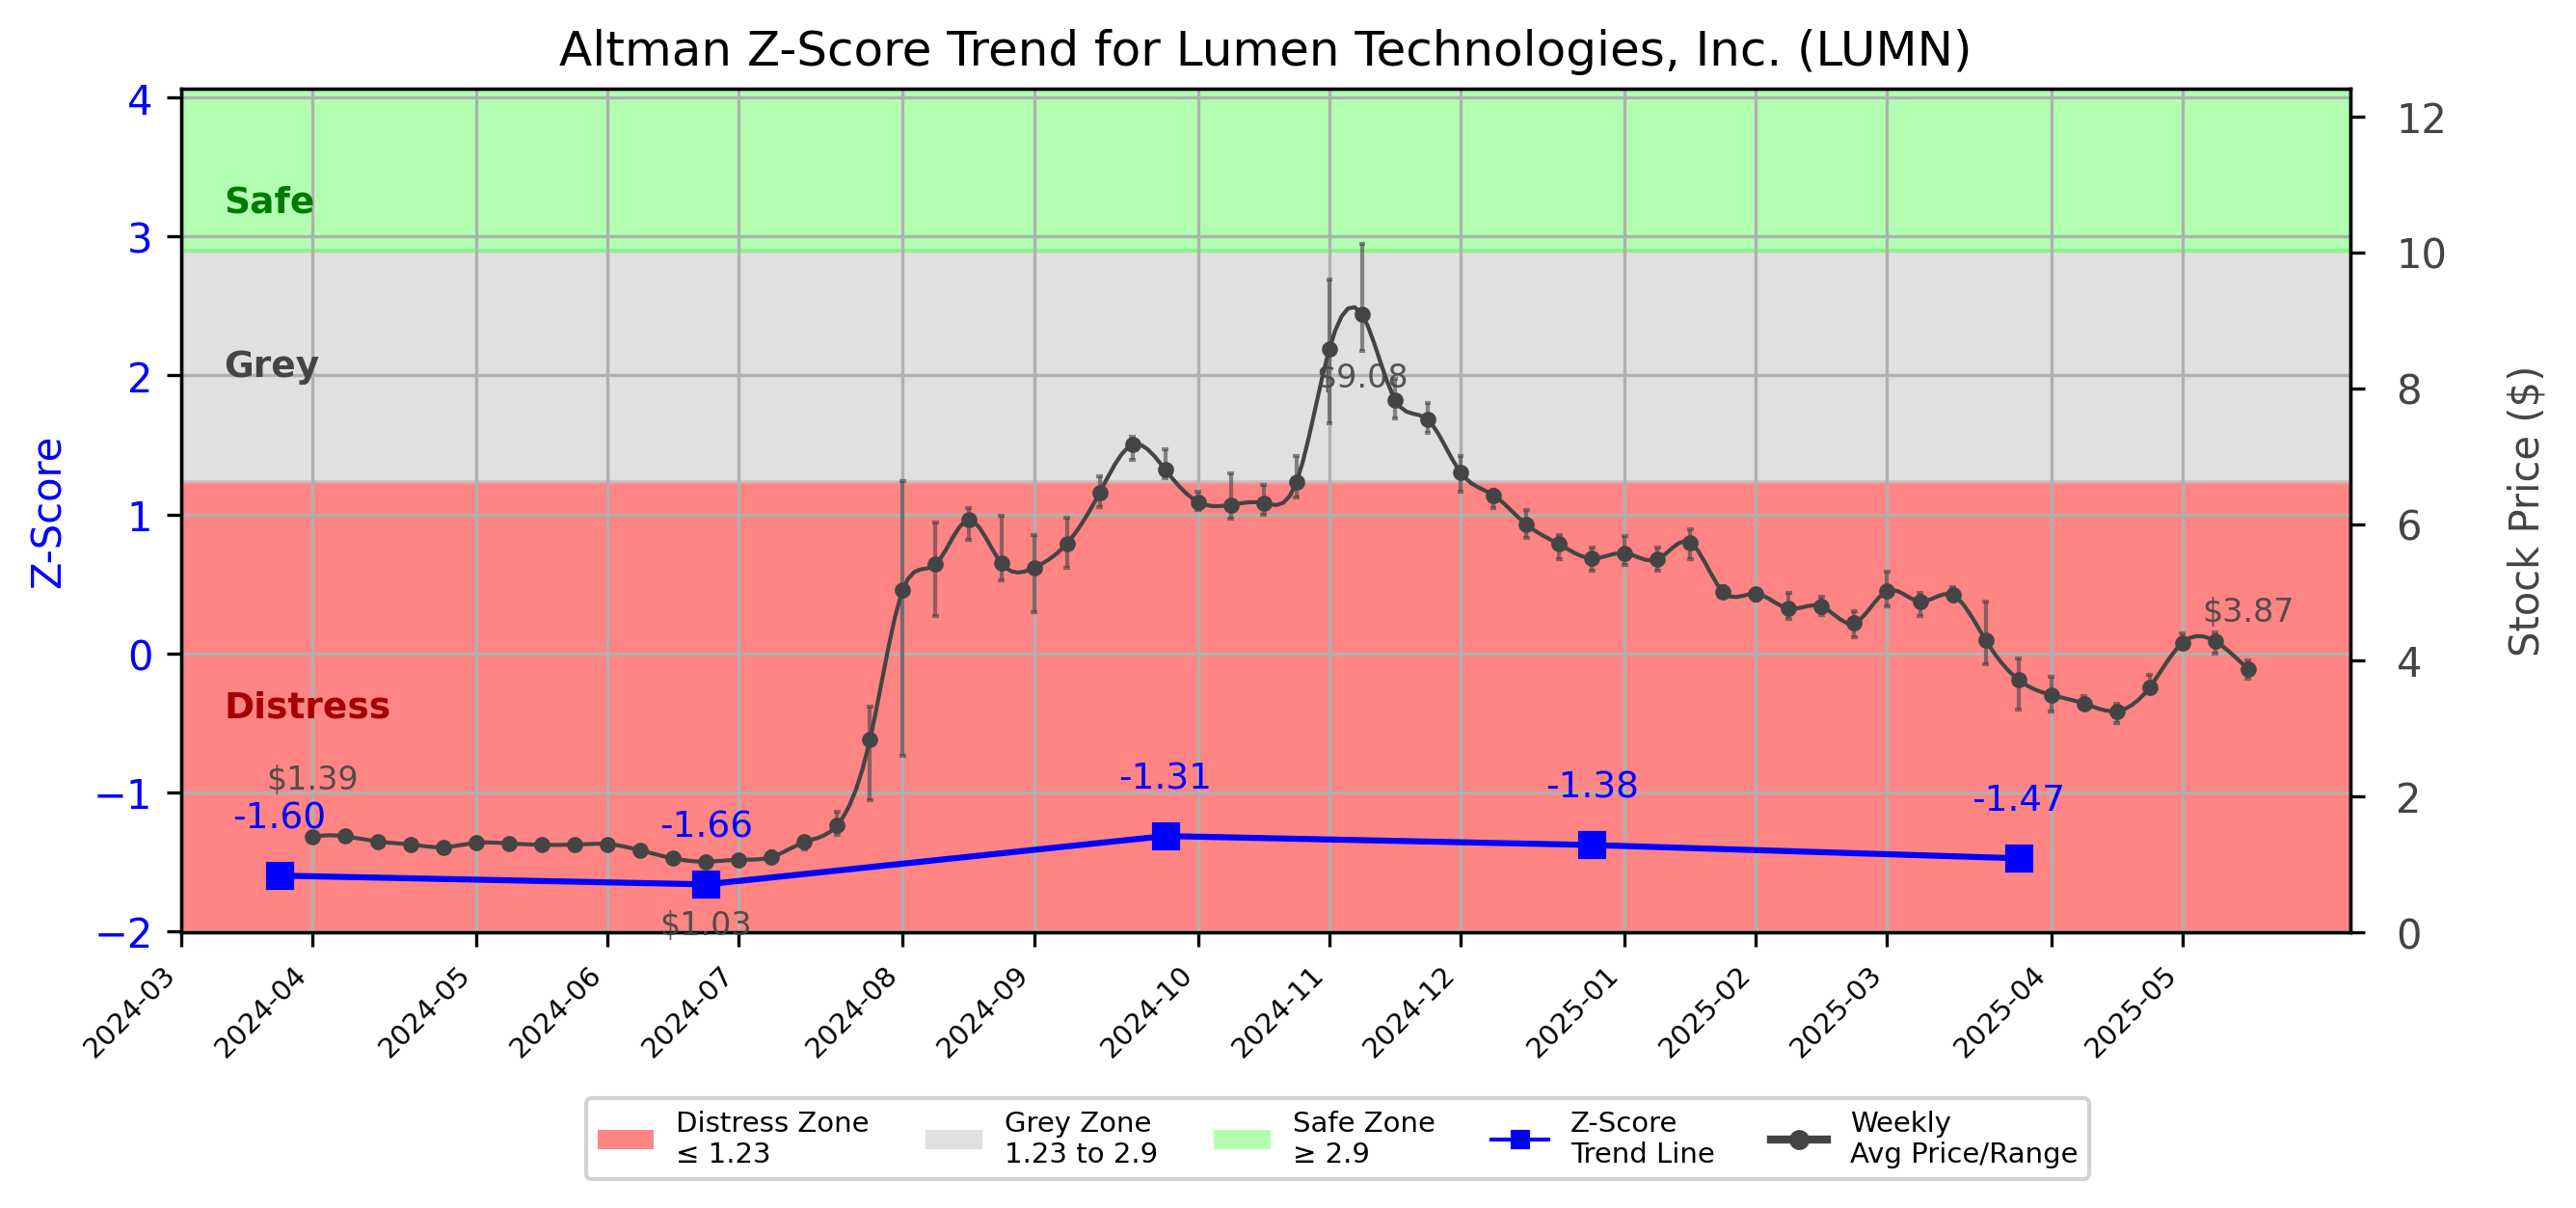 Altman Z-Score Trend for Lumen Technologies, Inc. (LUMN)
Z-Score
4
3
2
1
0
−1
−2
Safe
Grey
Distress
$1.39
-1.60
-1.66
$1.03
-1.31
$9.08
-1.38
-1.47
$3.87
12
10
8
6
4
2
0
Stock Price ($)
2024-03
2024-04
2024-05
2024-06
2024-07
2024-08
2024-09
2024-10
2024-11
2024-12
2025-01
2025-02
2025-03
2025-04
2025-05
Distress Zone
≤ 1.23
Grey Zone
1.23 to 2.9
Safe Zone
≥ 2.9
Z-Score
Trend Line
Weekly
Avg Price/Range